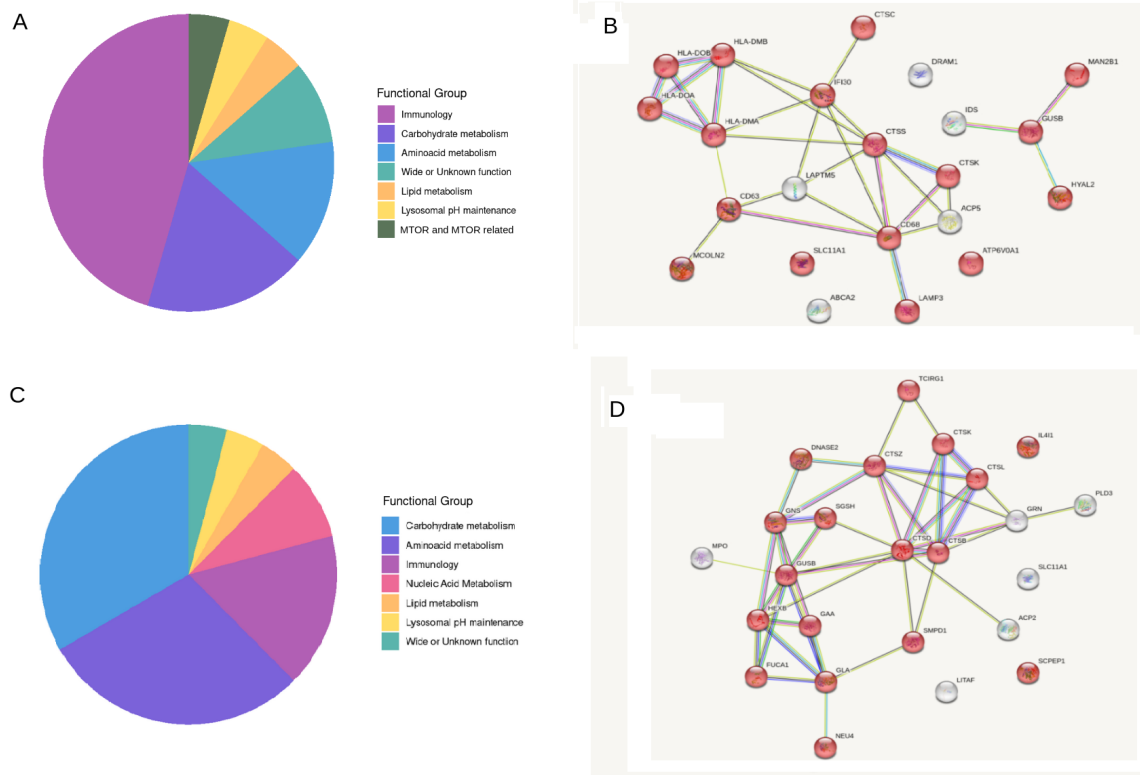 A
Functional Group
Immunology
Carbohydrate metabolism
Aminoacid metabolism
Wide or Unknown function
Lipid metabolism
Lysosomal pH maintenance
MTOR and MTOR related
B
CTSC
HLA-DMB
HLA-DOB
DRAM1
MAN2B1
IFI30
HLA-DOA
IDS
GUSB
HLA-DMA
CTSS
CTSK
LAPTM5
HYAL2
CD63
ACP5
CD68
MCOLN2
SLC11A1
ATP6V0A1
ABCA2
LAMP3
C
Functional Group
Carbohydrate metabolism
Aminoacid metabolism
Immunology
Nucleic Acid Metabolism
Lipid metabolism
Lysosomal pH maintenance
Wide or Unknown function
D
TCIRG1
CTSK
IL4I1
DNASE2
CTSZ
CTSL
PLD3
GNS
SGSH
GRN
CTSD
CTSB
MPO
GUSB
SLC11A1
HEXB
GAA
ACP2
SMPD1
FUCA1
GLA
SCPEP1
LITAF
NEU4